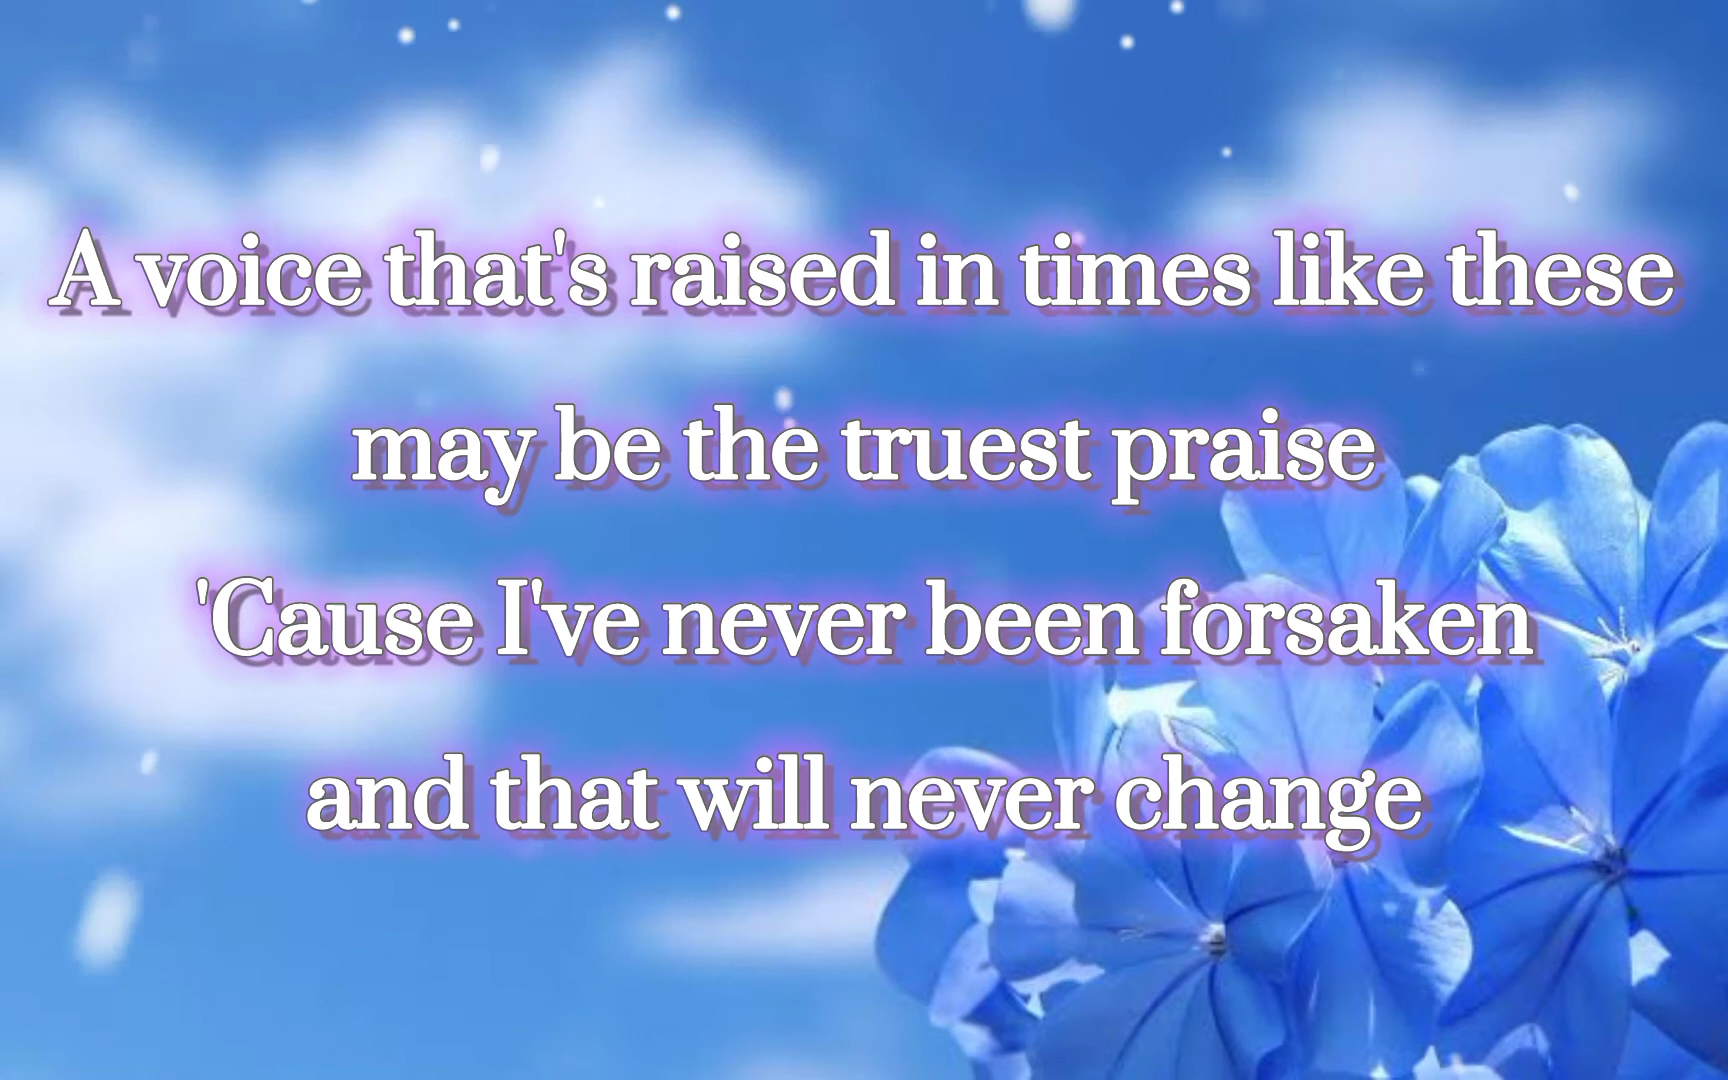 A voice that's raised in times like these
may be the truest praise
'Cause I've never been forsaken
and that will never change